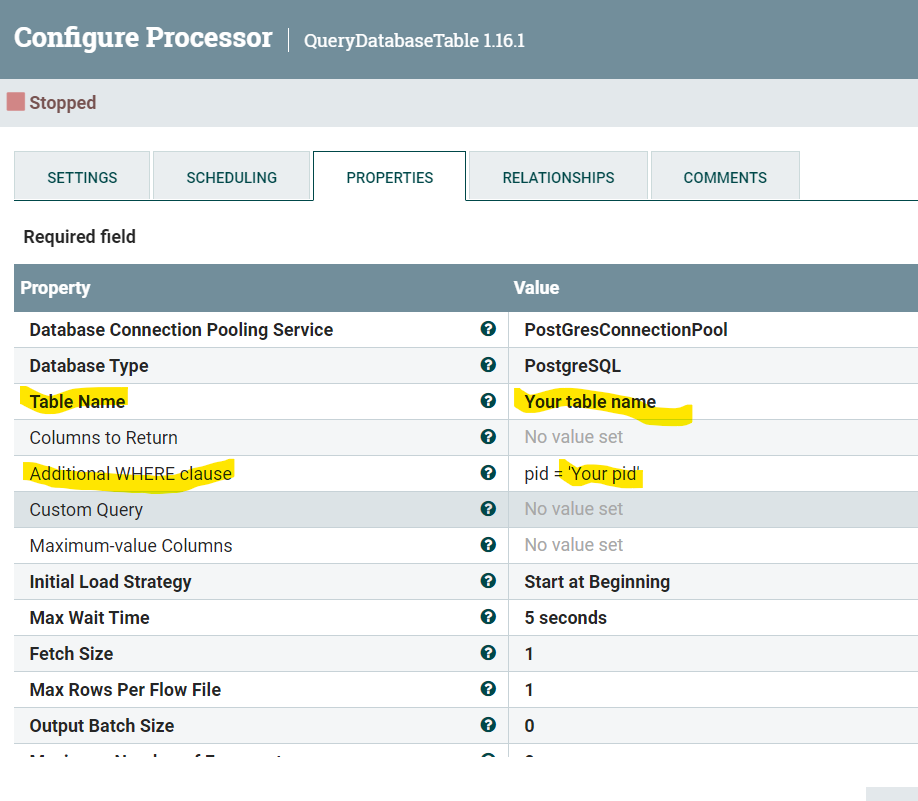 Configure Processor | QueryDatabaseTable 1.16.1
Stopped
SETTINGS SCHEDULING PROPERTIES RELATIONSHIPS COMMENTS
Required field
Property Value
Database Connection Pooling Service PostGresConnectionPool
Database Type PostgreSQL
Table Name Your table name
Columns to Return No value set
Additional WHERE clause pid = 'Your pid'
Custom Query No value set
Maximum-value Columns No value set
Initial Load Strategy Start at Beginning
Max Wait Time 5 seconds
Fetch Size 1
Max Rows Per Flow File 1
Output Batch Size 0